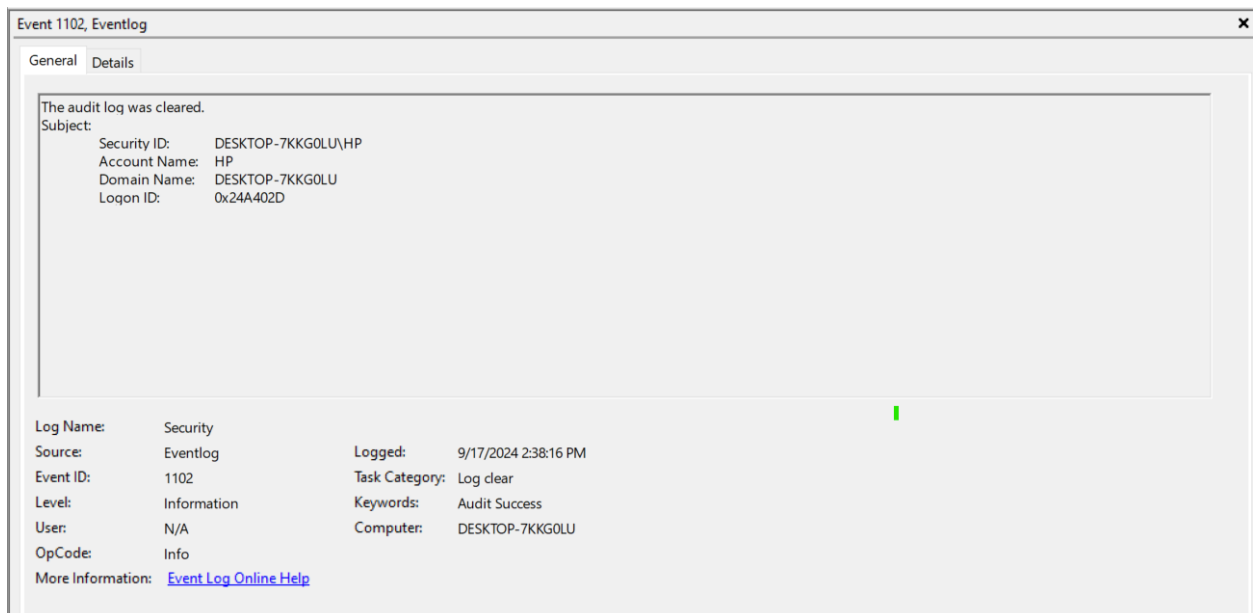 Event 1102, Eventlog
General Details
The audit log was cleared.
Subject:
Security ID: DESKTOP-7KKG0LU\HP
Account Name: HP
Domain Name: DESKTOP-7KKG0LU
Logon ID: 0x24A402D
Log Name: Security
Source: Eventlog Logged: 9/17/2024 2:38:16 PM
Event ID: 1102 Task Category: Log clear
Level: Information Keywords: Audit Success
User: N/A Computer: DESKTOP-7KKG0LU
OpCode: Info
More Information: Event Log Online Help